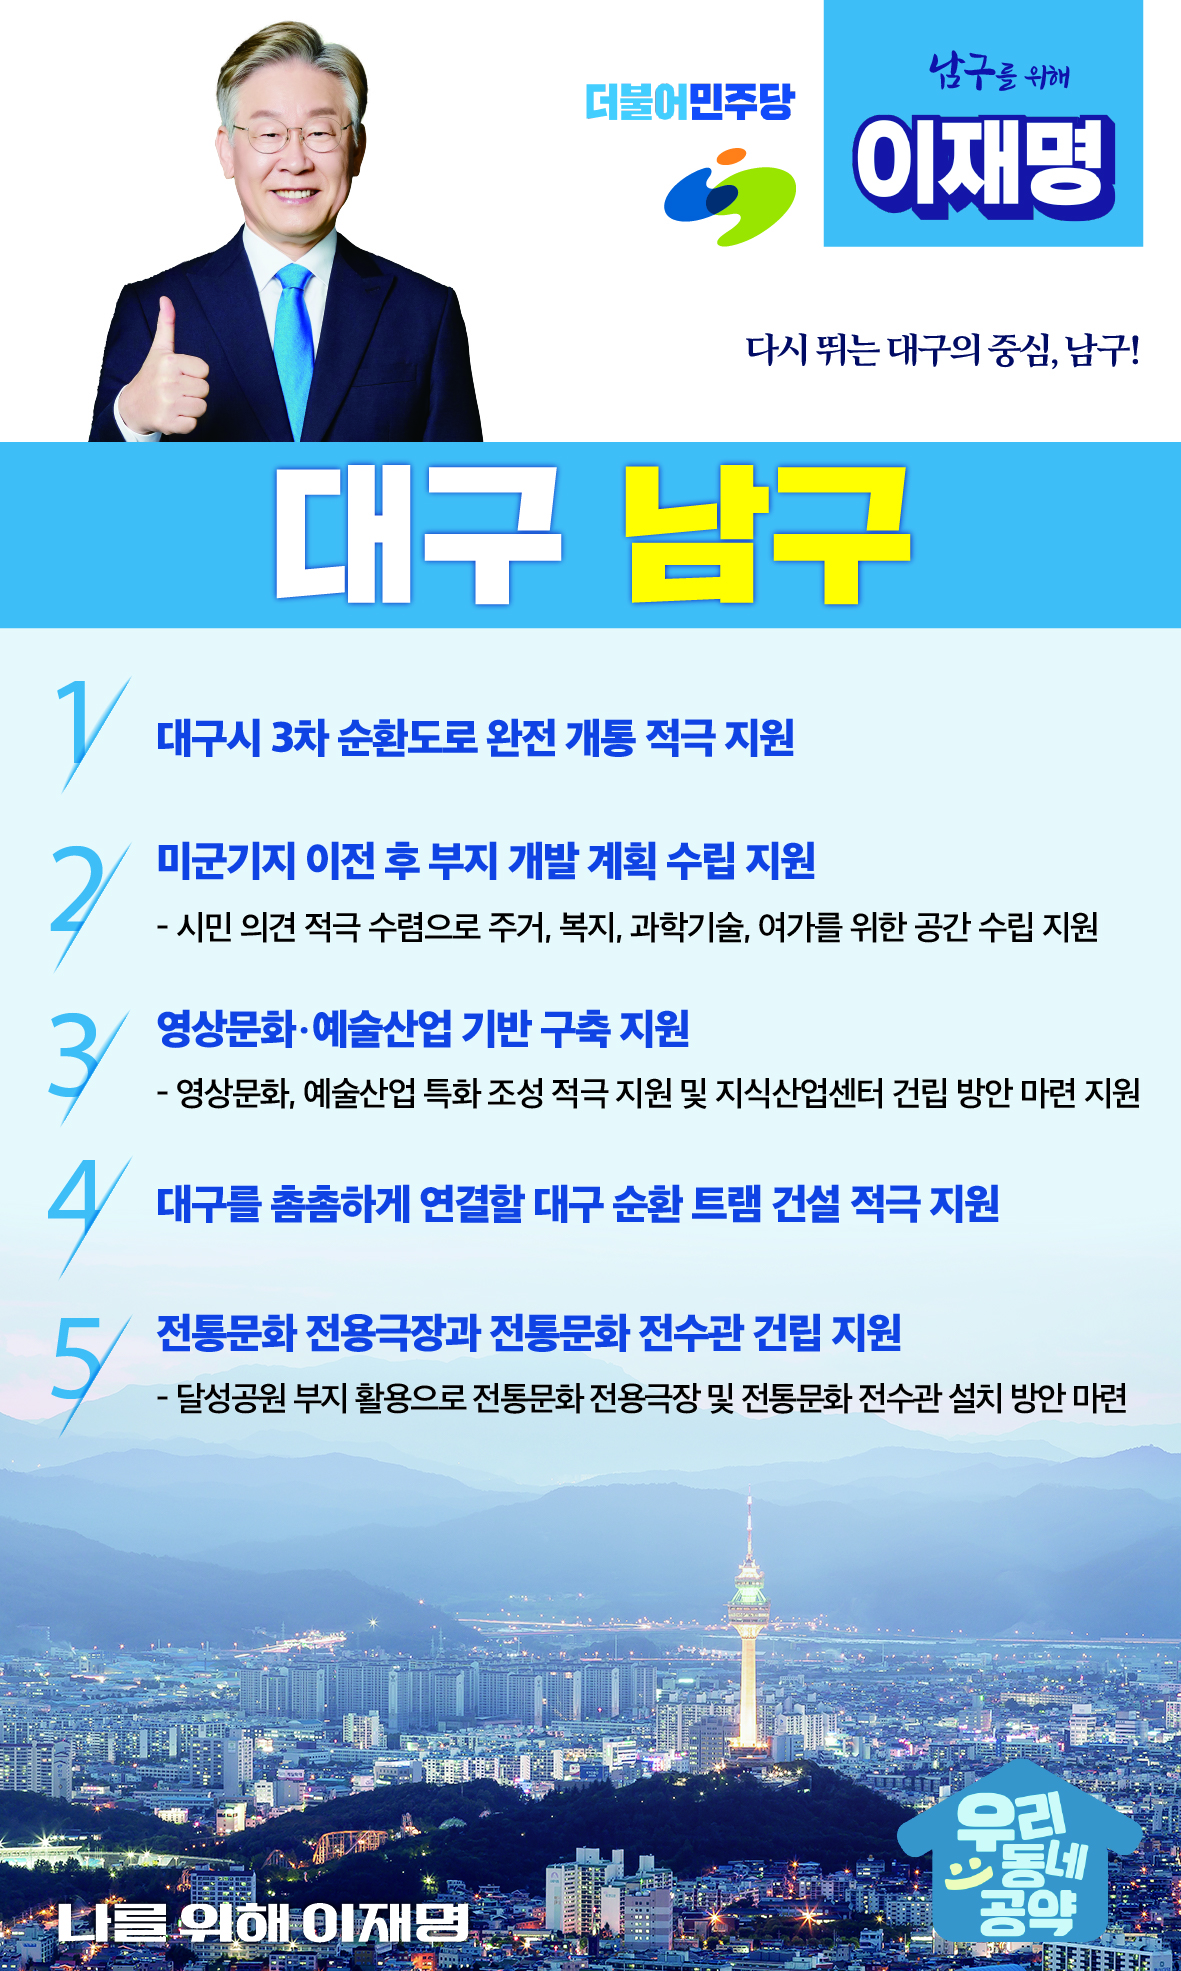 더불어민주당
남구를 위해
이재명
다시 뛰는 대구의 중심, 남구!
대구 남구
1
대구시 3차 순환도로 완전 개통 적극 지원
2
미군기지 이전 후 부지 개발 계획 수립 지원
- 시민 의견 적극 수렴으로 주거, 복지, 과학기술, 여가를 위한 공간 수립 지원
3
영상문화·예술산업 기반 구축 지원
- 영상문화, 예술산업 특화 조성 적극 지원 및 지식산업센터 건립 방안 마련 지원
4
대구를 촘촘하게 연결할 대구 순환 트램 건설 적극 지원
5
전통문화 전용극장과 전통문화 전수관 건립 지원
- 달성공원 부지 활용으로 전통문화 전용극장 및 전통문화 전수관 설치 방안 마련
우리
동네
공약
나를 위해 이재명